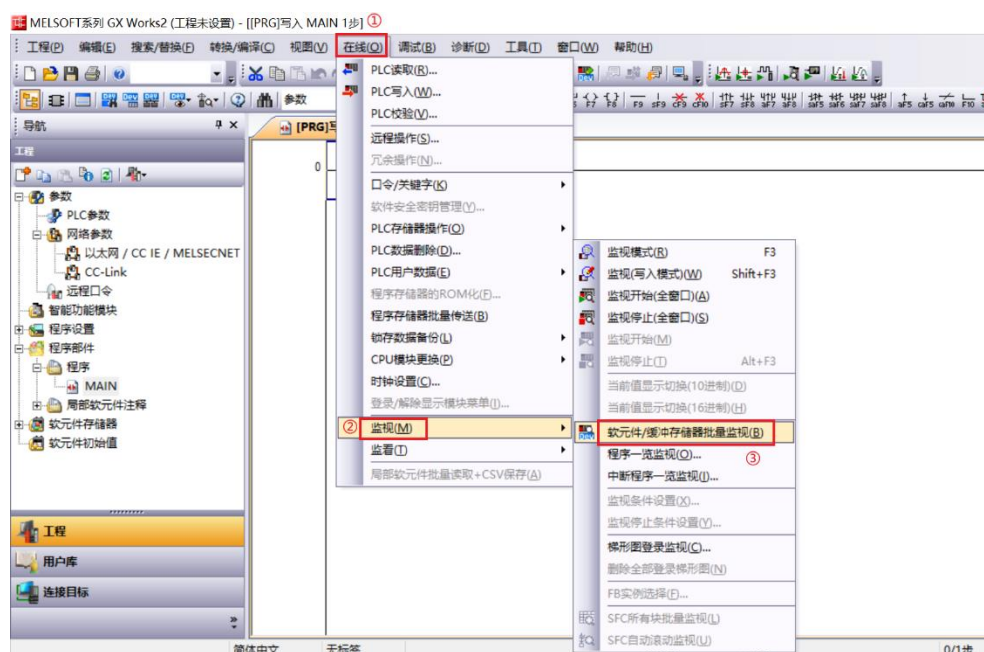 MELSOFT系列 GX Works2 (工程未设置) - [[PRG]写入 MAIN 1步] ①
工程(P) 编辑(E) 搜索/替换(F) 转换/编译(C) 视图(V) 在线(O) 调试(B) 诊断(D) 工具(T) 窗口(W) 帮助(H)
参数
F7 F8 F9 sF9 cF9 cF10 sF7 sF8 aF7 aF8 saF5 saF6 saF7 saF8 aF5 caF5 caF10 F10
导航
[PRG]写
工程
0
参数
PLC参数
网络参数
以太网 / CC IE / MELSECNET
CC-Link
远程口令
智能功能模块
程序设置
程序部件
程序
MAIN
局部软元件注释
软元件存储器
软元件初始值
工程
用户库
连接目标
PLC读取(R)...
PLC写入(W)...
PLC校验(V)...
远程操作(S)...
冗余操作(N)...
口令/关键字(K)
软件安全密钥管理(Y)...
PLC存储器操作(O)
PLC数据删除(D)...
PLC用户数据(E)
程序存储器的ROM化(F)...
程序存储器批量传送(B)
锁存数据备份(L)
CPU模块更换(P)
时钟设置(C)...
登录/解除显示模块菜单(I)...
② 监视(M)
监看(T)
局部软元件批量读取+CSV保存(A)
监视模式(R) F3
监视(写入模式)(W) Shift+F3
监视开始(全窗口)(A)
监视停止(全窗口)(S)
监视开始(M)
监视停止(T) Alt+F3
当前值显示切换(10进制)(D)
当前值显示切换(16进制)(H)
软元件/缓冲存储器批量监视(B)
程序一览监视(O)... ③
中断程序一览监视(I)...
监视条件设置(X)...
监视停止条件设置(Y)...
梯形图登录监视(C)...
删除全部登录梯形图(N)
FB实例选择(F)...
SFC所有块批量监视(L)
SFC自动滚动监视(U)
简体中文 无标签 0/1步